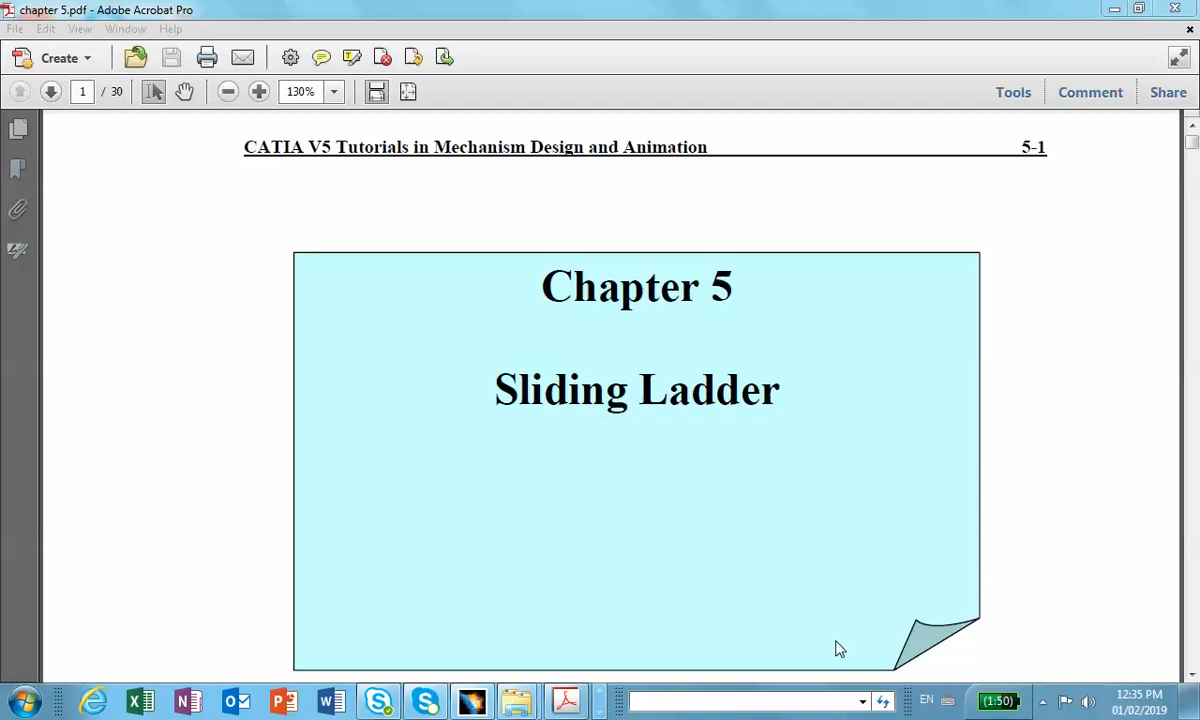 chapter 5.pdf - Adobe Acrobat Pro
File Edit View Window Help
Create
1 / 30 130% Tools Comment Share
CATIA V5 Tutorials in Mechanism Design and Animation 5-1
Chapter 5
Sliding Ladder
EN (1:50) 12:35 PM
01/02/2019